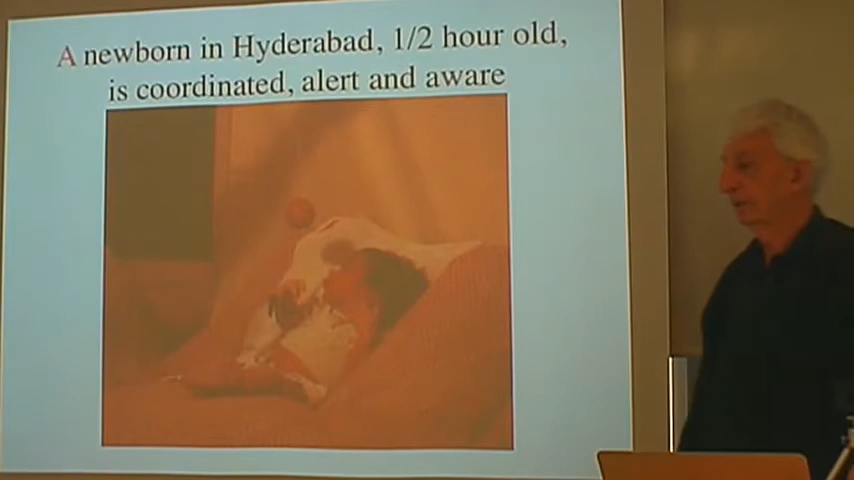 A newborn in Hyderabad, 1/2 hour old,
is coordinated, alert and aware